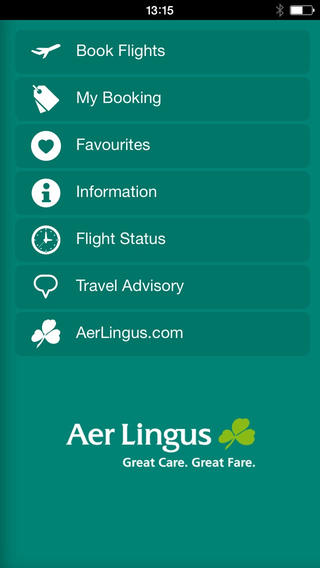 13:15
Book Flights
My Booking
Favourites
Information
Flight Status
Travel Advisory
AerLingus.com
Aer Lingus
Great Care. Great Fare.